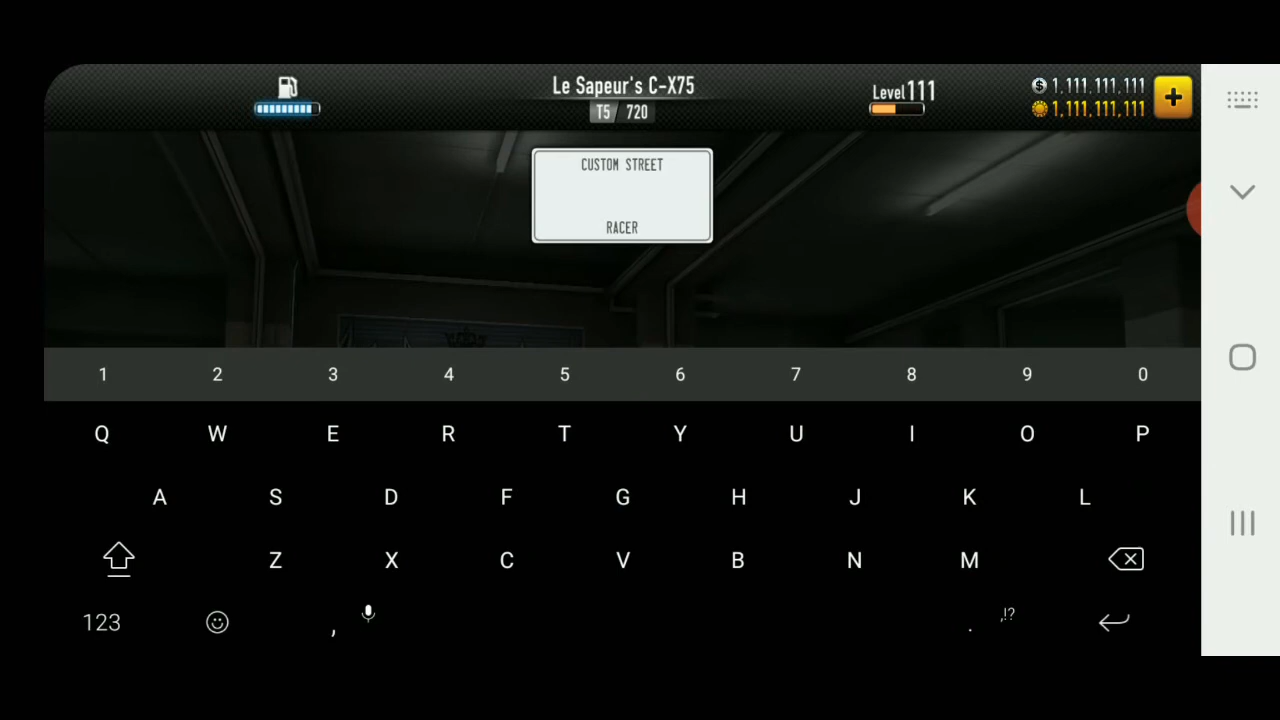 Le Sapeur's C-X75
T5 720
Level 111
1,111,111,111
1,111,111,111
CUSTOM STREET
RACER
1 2 3 4 5 6 7 8 9 0
Q W E R T Y U I O P
A S D F G H J K L
Z X C V B N M
123 , . ,!?